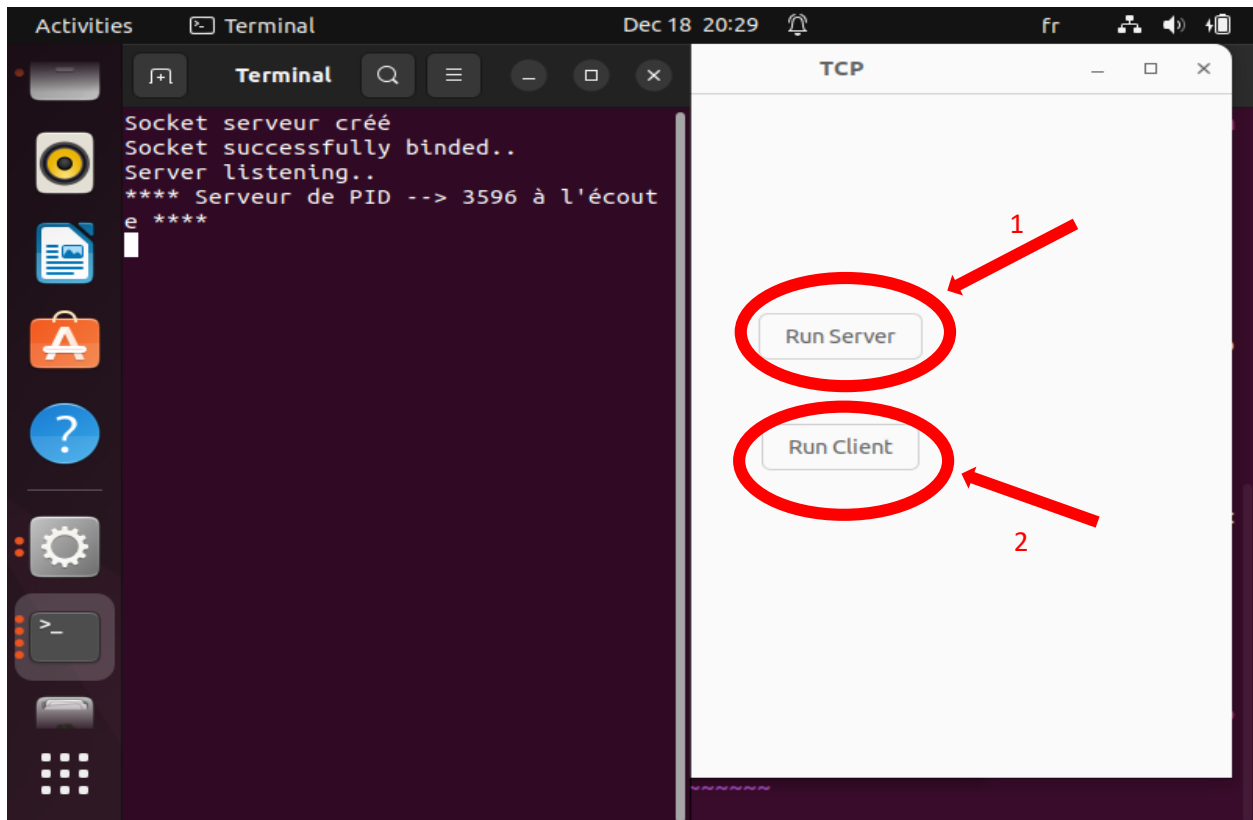 Activities Terminal Dec 18 20:29 fr
Terminal
Socket serveur créé
Socket successfully binded..
Server listening..
**** Serveur de PID --> 3596 à l'écout
e ****
TCP
1
Run Server
Run Client
2
~~~~~~